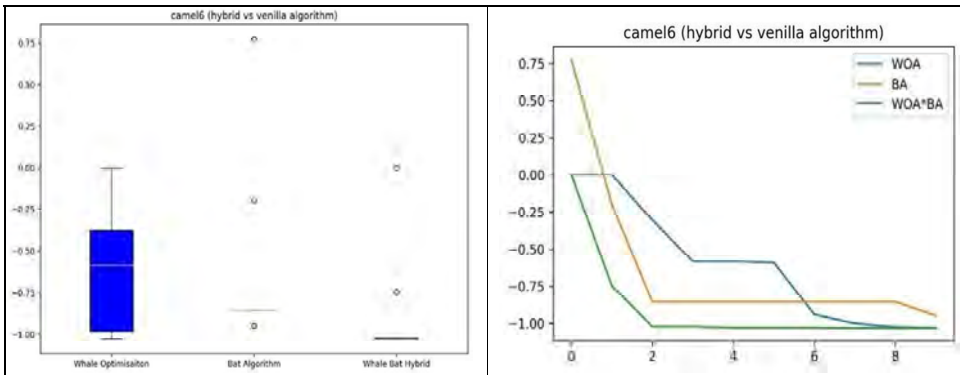 camel6 (hybrid vs venilla algorithm)
0.75
0.50
0.25
0.00
−0.25
−0.50
−0.75
−1.00
Whale Optimisaiton
Bat Algorithm
Whale Bat Hybrid
camel6 (hybrid vs venilla algorithm)
0.75
0.50
0.25
0.00
−0.25
−0.50
−0.75
−1.00
0
2
4
6
8
WOA
BA
WOA*BA